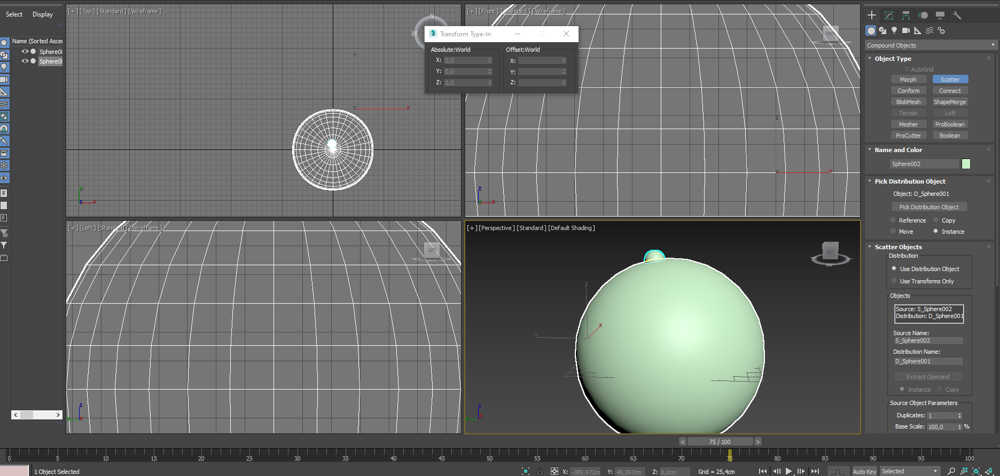 Select Display
[+] [Top] [Standard] [Wireframe]
[+] [Front] [Standard] [Wireframe]
»
N
W
FRONT
3 Transform Type-In
Absolute:World
Offset:World
X: 0,0
X:
Y: 0,0
Y:
Z: 0,0
Z:
Name (Sorted Ascer
Sphere00
Sphere00
y
z
x
y
z
x
z
y
x
z
y
x
Compound Objects
Object Type
AutoGrid
Morph Scatter
Conform Connect
BlobMesh ShapeMerge
Terrain Loft
Mesher ProBoolean
ProCutter Boolean
Name and Color
Sphere002
Pick Distribution Object
Object: D_Sphere001
Pick Distribution Object
Reference Copy
Move Instance
[+] [Left] [Standard] [Wireframe]
[+] [Perspective] [Standard] [Default Shading]
LEFT
LEFT
z
y
x
z
y
x
z
y
x
Scatter Objects
Distribution
Use Distribution Object
Use Transforms Only
Objects
Source: S_Sphere002
Distribution: D_Sphere001
Source Name:
S_Sphere002
Distribution Name:
D_Sphere001
Extract Operand
Instance Copy
Source Object Parameters
Duplicates: 1
Base Scale: 100,0 %
< >
»
< 75 / 100 >
0 5 10 15 20 25 30 35 40 45 50 55 60 65 70 75 80 85 90 95 100
1 Object Selected
X: -389,972cm Y: 49,267cm Z: 0,0cm Grid = 25,4cm
Auto Key Selected